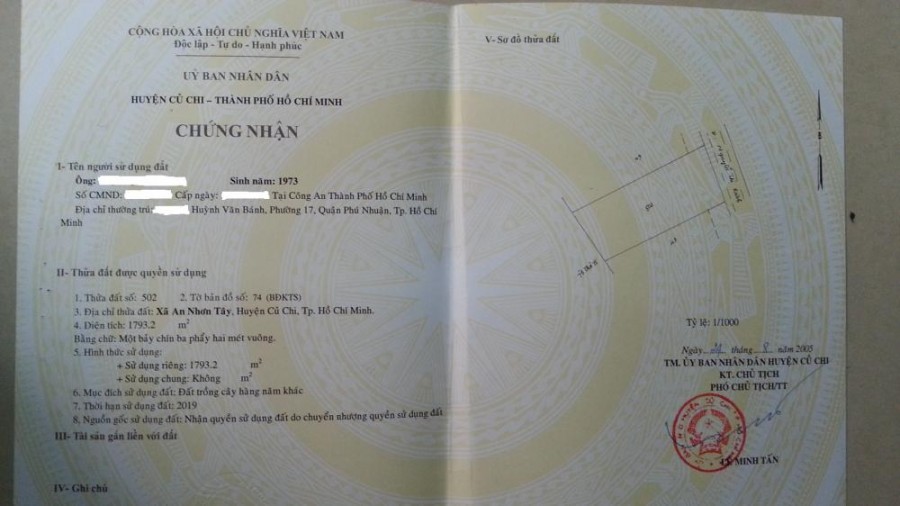 CỘNG HÒA XÃ HỘI CHỦ NGHĨA VIỆT NAM
Độc lập - Tự do - Hạnh phúc
UỶ BAN NHÂN DÂN
HUYỆN CỦ CHI – THÀNH PHỐ HỒ CHÍ MINH
CHỨNG NHẬN
I- Tên người sử dụng đất
Ông: Sinh năm: 1973
Số CMND: Cấp ngày: Tại Công An Thành Phố Hồ Chí Minh
Địa chỉ thường trú: Huỳnh Văn Bánh, Phường 17, Quận Phú Nhuận, Tp. Hồ Chí
Minh
II- Thửa đất được quyền sử dụng
1. Thửa đất số: 502 2. Tờ bản đồ số: 74 (BĐKTS)
3. Địa chỉ thửa đất: Xã An Nhơn Tây, Huyện Củ Chi, Tp. Hồ Chí Minh.
4. Diện tích: 1793.2 m²
Bằng chữ: Một bảy chín ba phẩy hai mét vuông.
5. Hình thức sử dụng:
+ Sử dụng riêng: 1793.2 m²
+ Sử dụng chung: Không m²
6. Mục đích sử dụng đất: Đất trồng cây hàng năm khác
7. Thời hạn sử dụng: 2019
8. Nguồn gốc sử dụng đất: Nhận quyền sử dụng đất do chuyển nhượng quyền sử dụng đất
III- Tài sản gắn liền với đất
IV- Ghi chú
V- Sơ đồ thửa đất
Tỷ lệ: 1/1000
Ngày tháng 8 năm 2005
TM. ỦY BAN NHÂN DÂN HUYỆN CỦ CHI
KT. CHỦ TỊCH
PHÓ CHỦ TỊCH/TT
LÊ MINH TẤN